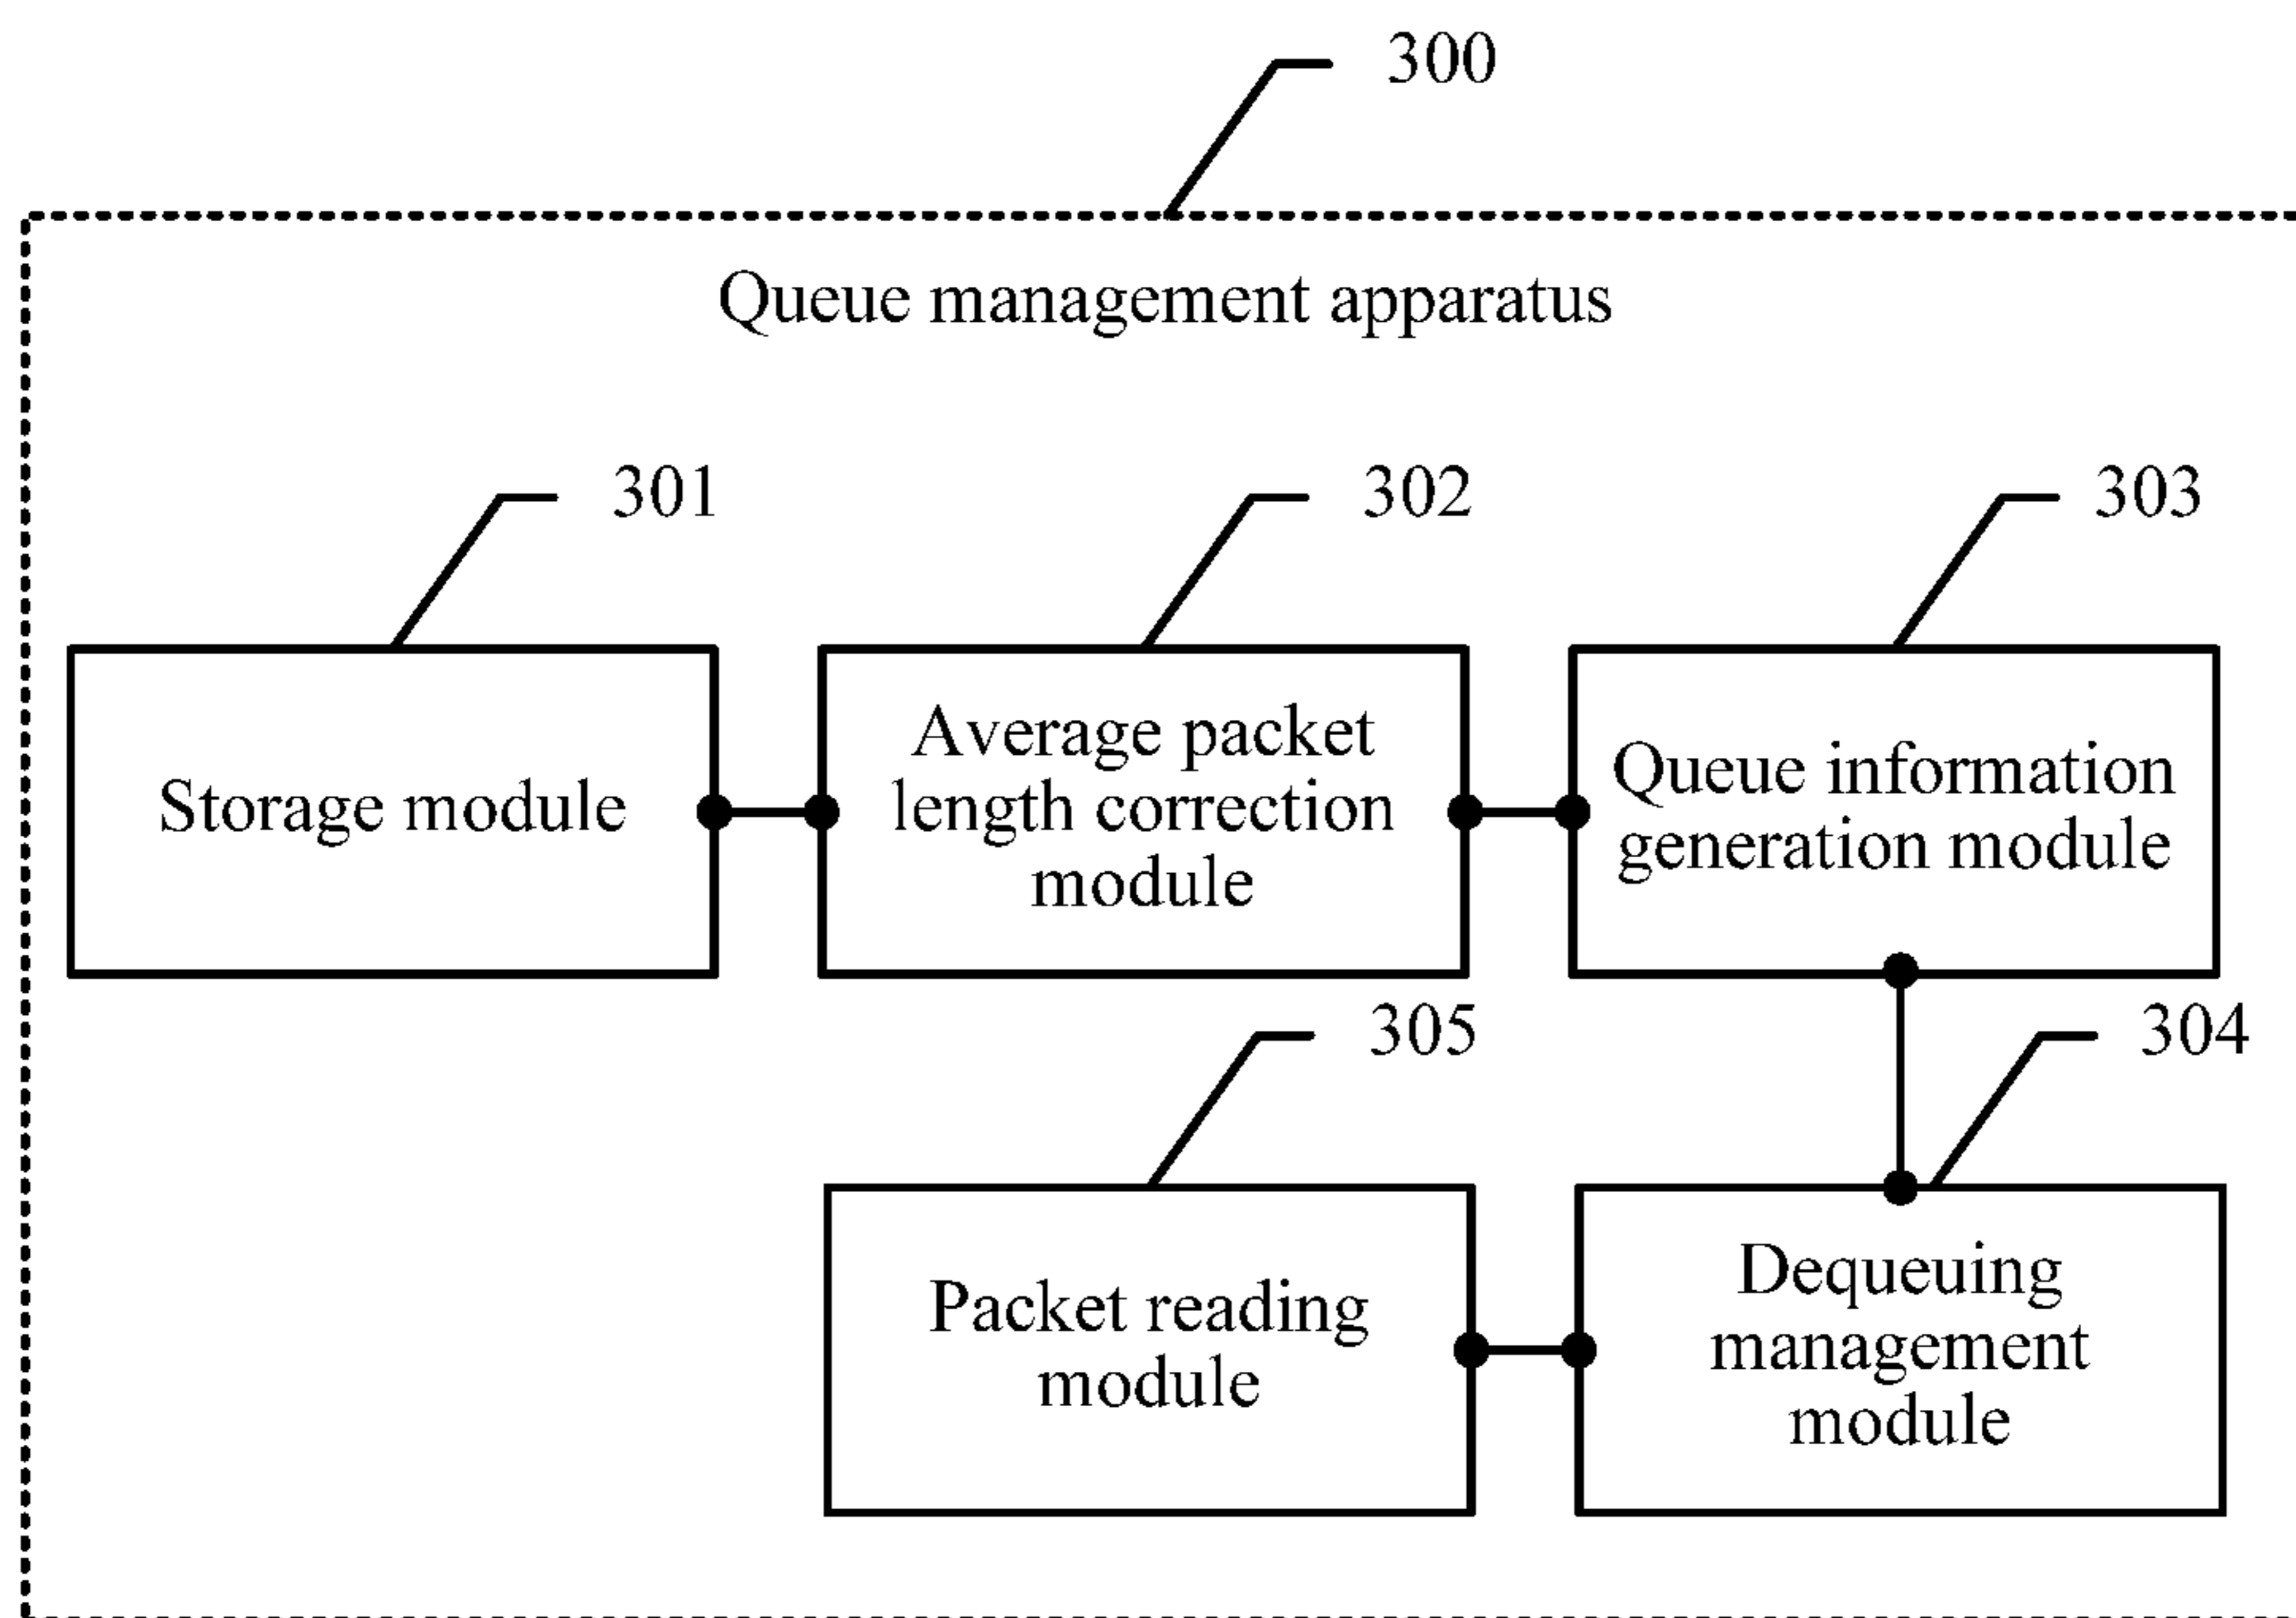 300
Queue management apparatus
301
302
303
Storage module
Average packet
length correction
module
Queue information
generation module
305
304
Packet reading
module
Dequeuing
management
module